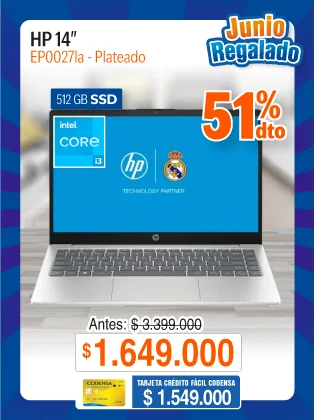 Junio
Regalado
HP 14"
EP0027la - Plateado
512 GB SSD
51%
dto
intel
CORE
i3
hp
TECHNOLOGY PARTNER
hp
Antes: $ 3.399.000
$ 1.649.000
CODENSA
TARJETA CRÉDITO FÁCIL CODENSA
$ 1.549.000